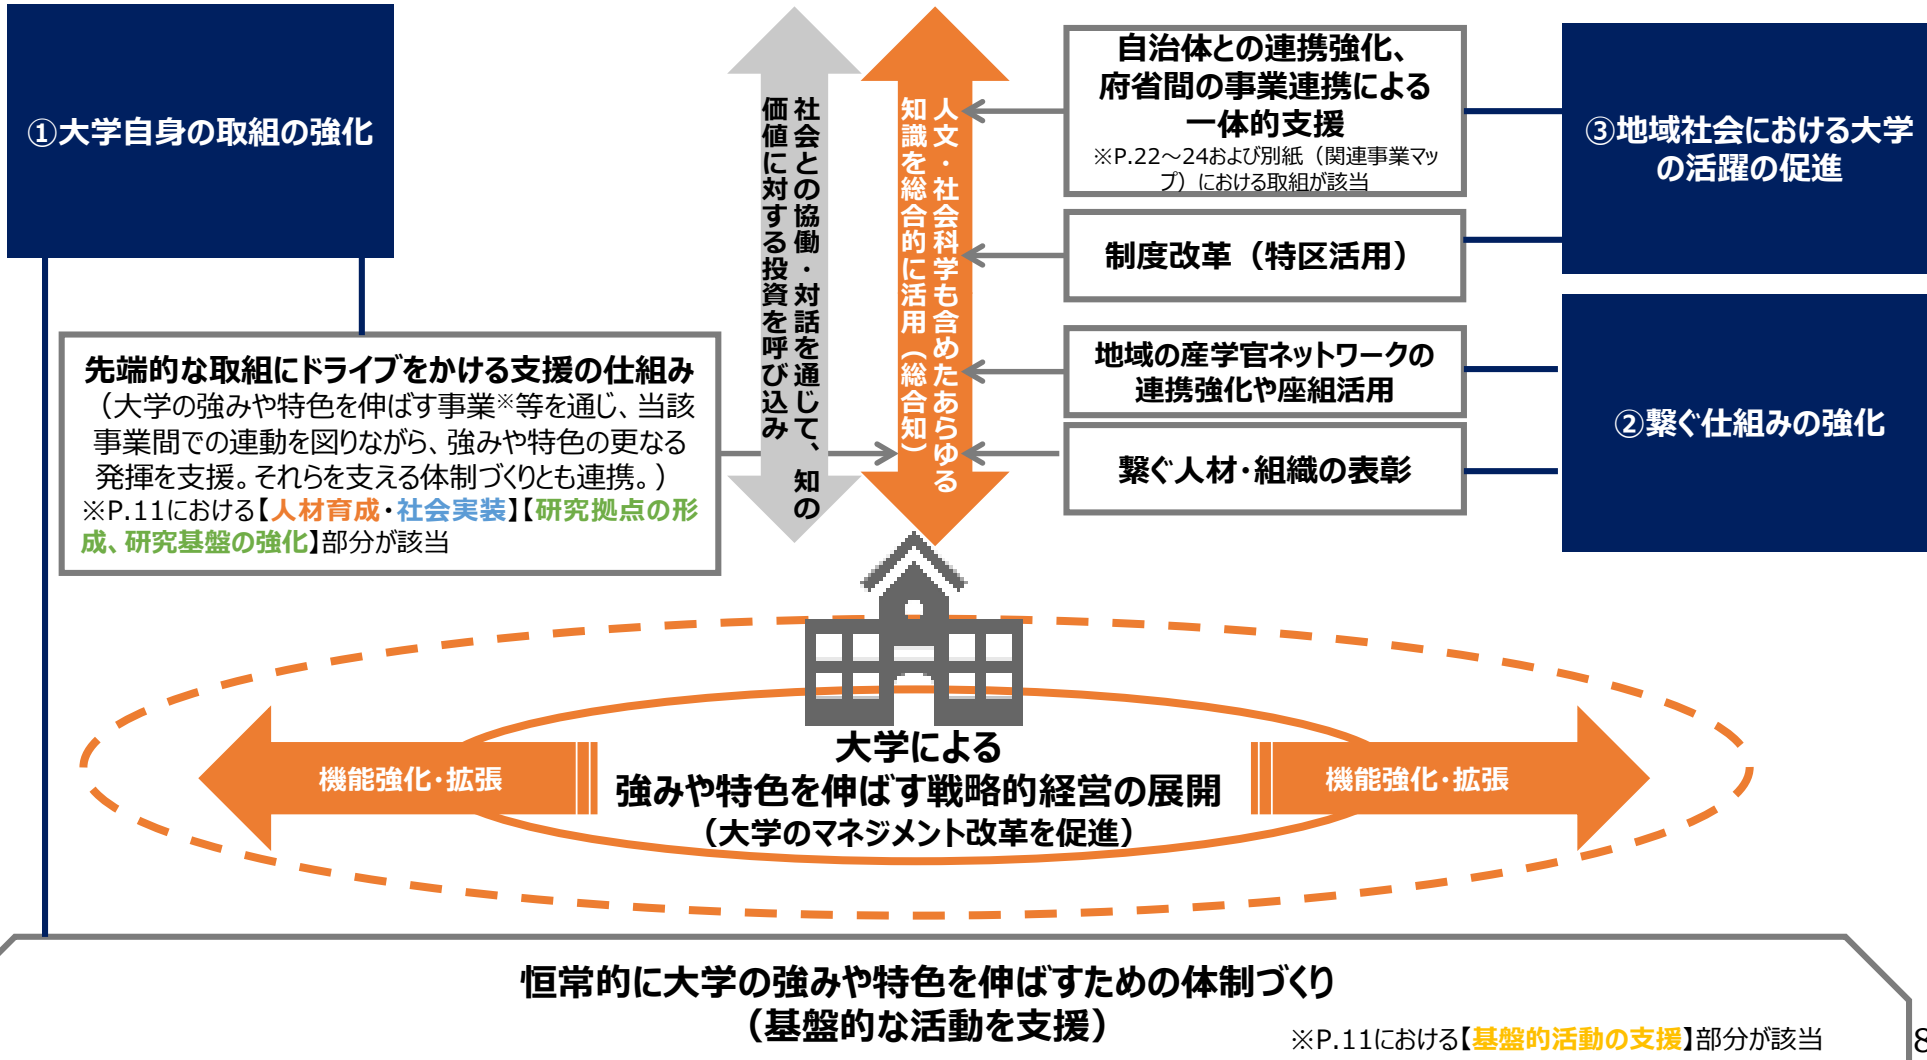 ①大学自身の取組の強化
先端的な取組にドライブをかける支援の仕組み
（大学の強みや特色を伸ばす事業※等を通じ、当該
事業間での連動を図りながら、強みや特色の更なる
発揮を支援。それらを支える体制づくりとも連携。）
※P.11における【人材育成・社会実装】【研究拠点の形
成、研究基盤の強化】部分が該当
社会との協働・対話を通じて、知の
価値に対する投資を呼び込み
人文・社会科学も含めたあらゆる
知識を総合的に活用（総合知）
自治体との連携強化、
府省間の事業連携による
一体的支援
※P.22～24および別紙（関連事業マッ
プ）における取組が該当
制度改革（特区活用）
地域の産学官ネットワークの
連携強化や座組活用
繋ぐ人材・組織の表彰
③地域社会における大学
の活躍の促進
②繋ぐ仕組みの強化
機能強化・拡張
大学による
強みや特色を伸ばす戦略的経営の展開
（大学のマネジメント改革を促進）
機能強化・拡張
恒常的に大学の強みや特色を伸ばすための体制づくり
（基盤的な活動を支援）
※P.11における【基盤的活動の支援】部分が該当
8